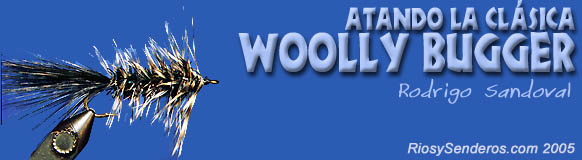 ATANDO LA CLÁSICA
WOOLLY BUGGER
Rodrigo Sandoval
RiosySenderos.com 2005